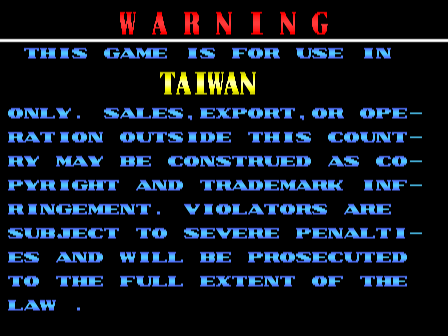 WARNING
THIS GAME IS FOR USE IN
TAIWAN
ONLY. SALES, EXPORT, OR OPE-
RATION OUTSIDE THIS COUNT-
RY MAY BE CONSTRUED AS CO-
PYRIGHT AND TRADEMARK INF-
RINGEMENT. VIOLATORS ARE
SUBJECT TO SEVERE PENALTI-
ES AND WILL BE PROSECUTED
TO THE FULL EXTENT OF THE
LAW .